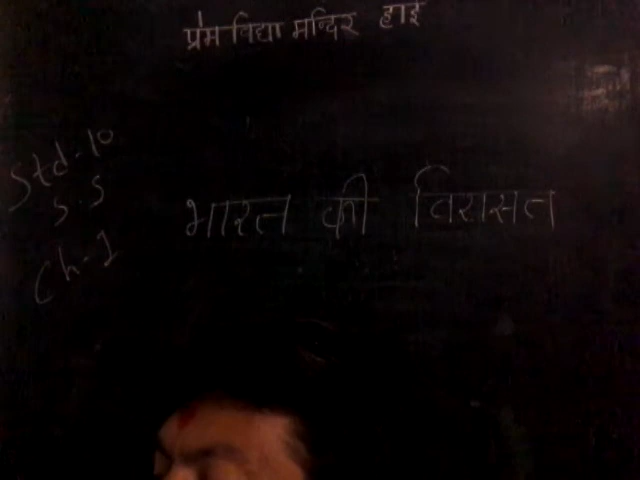 प्रेम विद्या मन्दिर हाई
Std-10
S.S
Ch-1
भारत की विरासत